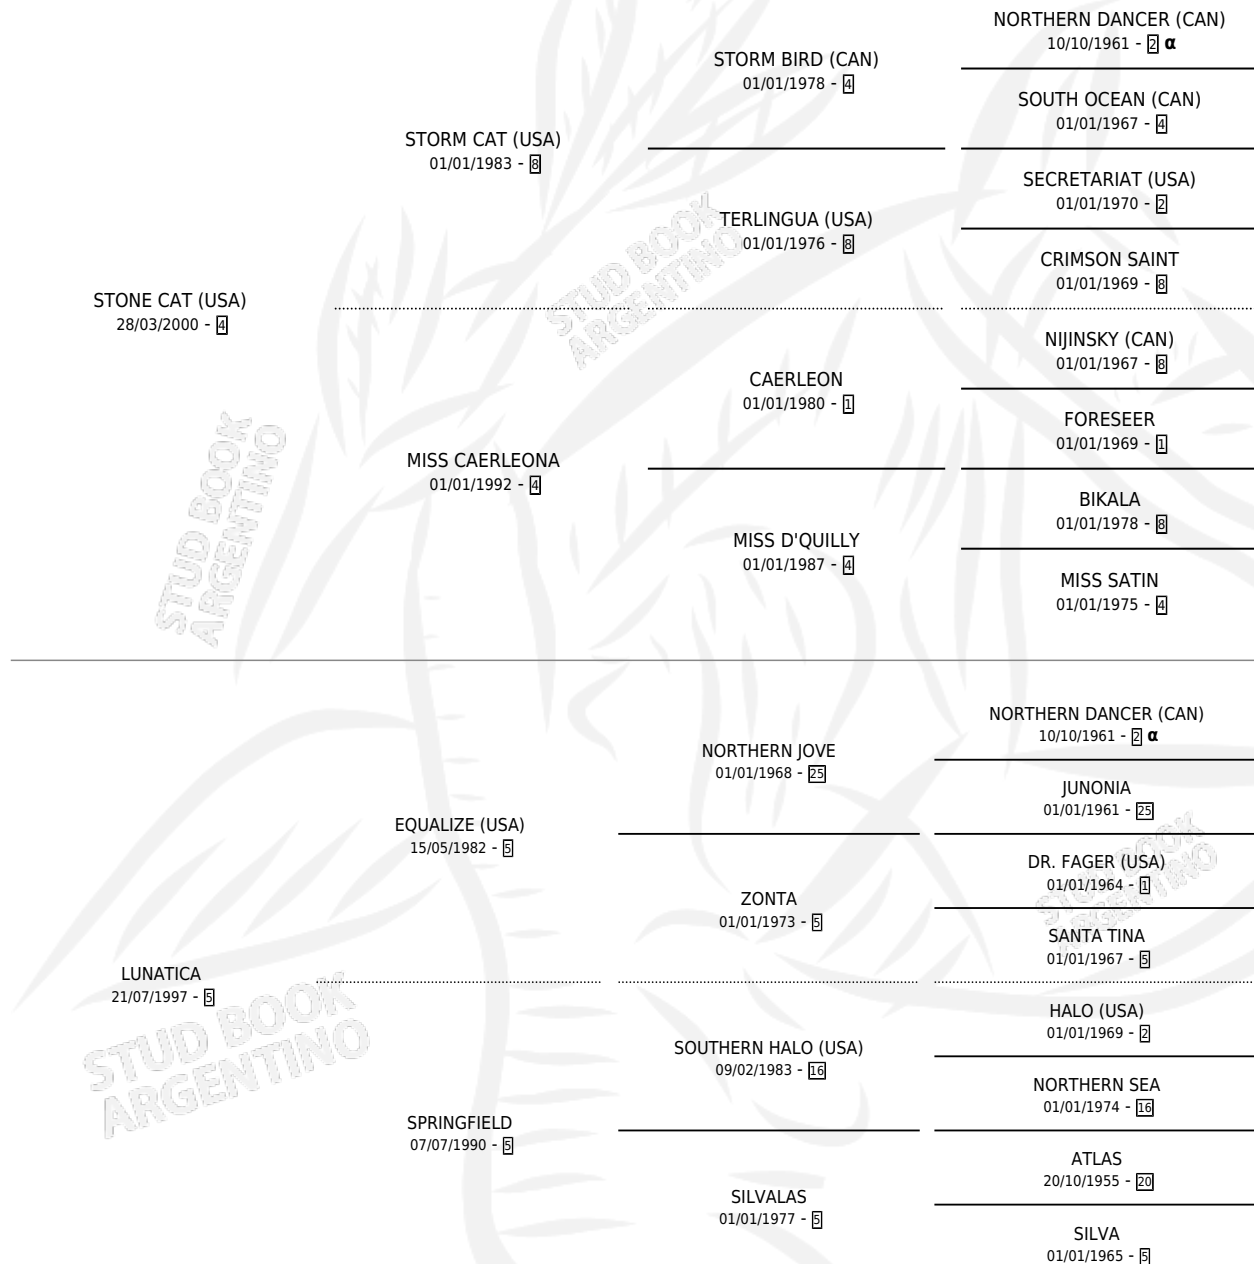 NORTHERN DANCER (CAN)
10/10/1961 - 2 α
STORM BIRD (CAN)
01/01/1978 - 4
SOUTH OCEAN (CAN)
01/01/1967 - 4
STORM CAT (USA)
01/01/1983 - 8
SECRETARIAT (USA)
01/01/1970 - 2
TERLINGUA (USA)
01/01/1976 - 8
CRIMSON SAINT
01/01/1969 - 8
STONE CAT (USA)
28/03/2000 - 4
NIJINSKY (CAN)
01/01/1967 - 8
CAERLEON
01/01/1980 - 1
FORESEER
01/01/1969 - 1
MISS CAERLEONA
01/01/1992 - 4
BIKALA
01/01/1978 - 8
MISS D'QUILLY
01/01/1987 - 4
MISS SATIN
01/01/1975 - 4
STUD BOOK
ARGENTINO
STUD BOOK
ARGENTINO
NORTHERN DANCER (CAN)
10/10/1961 - 2 α
NORTHERN JOVE
01/01/1968 - 25
JUNONIA
01/01/1961 - 25
EQUALIZE (USA)
15/05/1982 - 5
DR. FAGER (USA)
01/01/1964 - 1
ZONTA
01/01/1973 - 5
SANTA TINA
01/01/1967 - 5
STUD BOOK
ARGENTINO
LUNATICA
21/07/1997 - 5
HALO (USA)
01/01/1969 - 2
SOUTHERN HALO (USA)
09/02/1983 - 16
NORTHERN SEA
01/01/1974 - 16
STUD BOOK
ARGENTINO
SPRINGFIELD
07/07/1990 - 5
ATLAS
20/10/1955 - 20
SILVALAS
01/01/1977 - 5
SILVA
01/01/1965 - 5